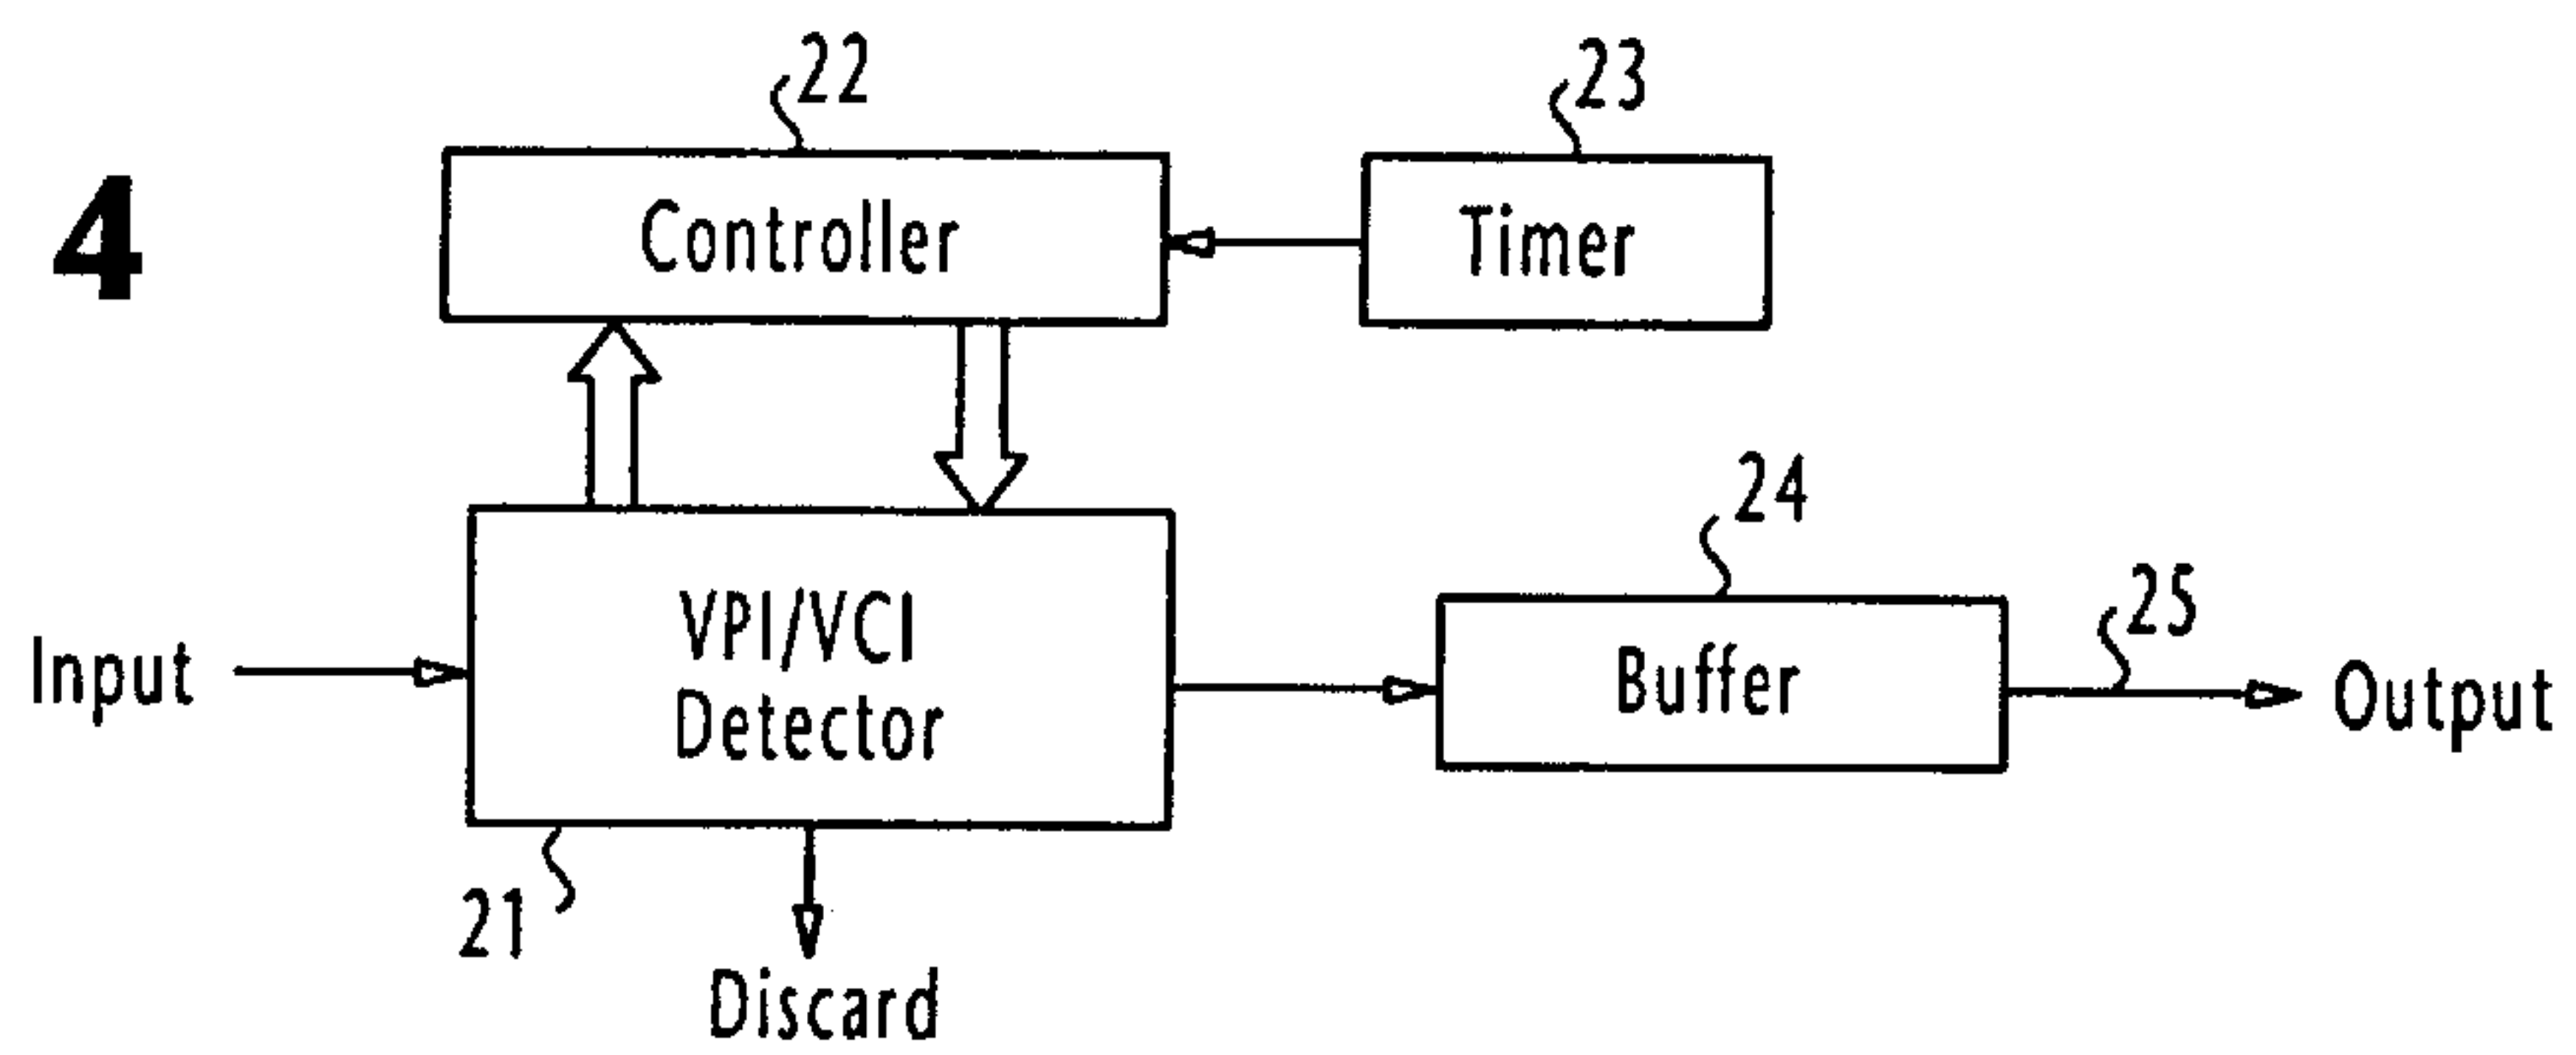 22
23
4
Controller
Timer
24
25
Input
VPI/VCI
Detector
Buffer
Output
21
Discard